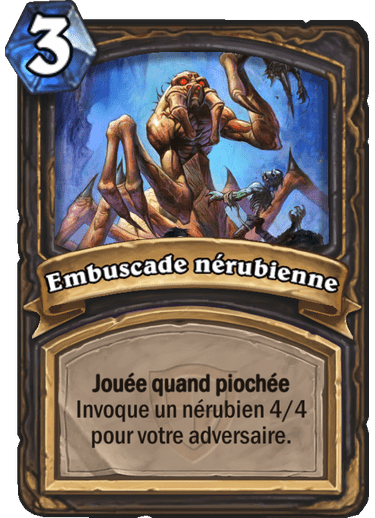 3
Embuscade nérubienne
Jouée quand piochée
Invoque un nérubien 4/4
pour votre adversaire.